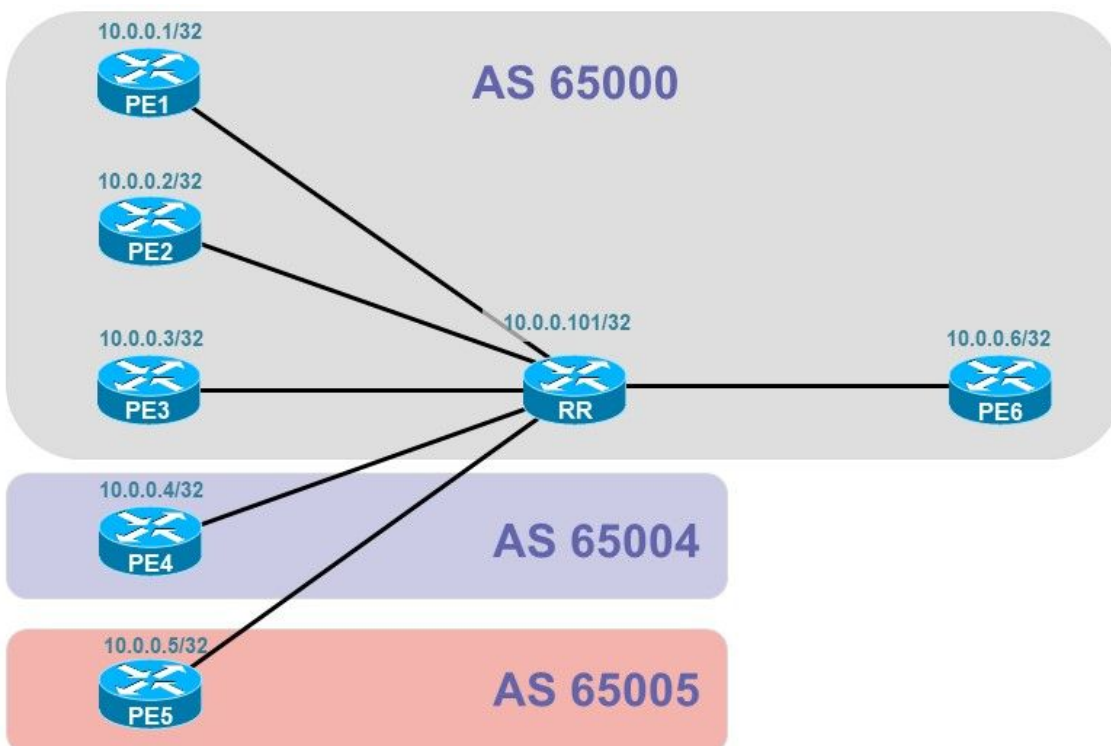 10.0.0.1/32
PE1
AS 65000
10.0.0.2/32
PE2
10.0.0.3/32
PE3
10.0.0.101/32
RR
10.0.0.6/32
PE6
10.0.0.4/32
PE4
AS 65004
10.0.0.5/32
PE5
AS 65005